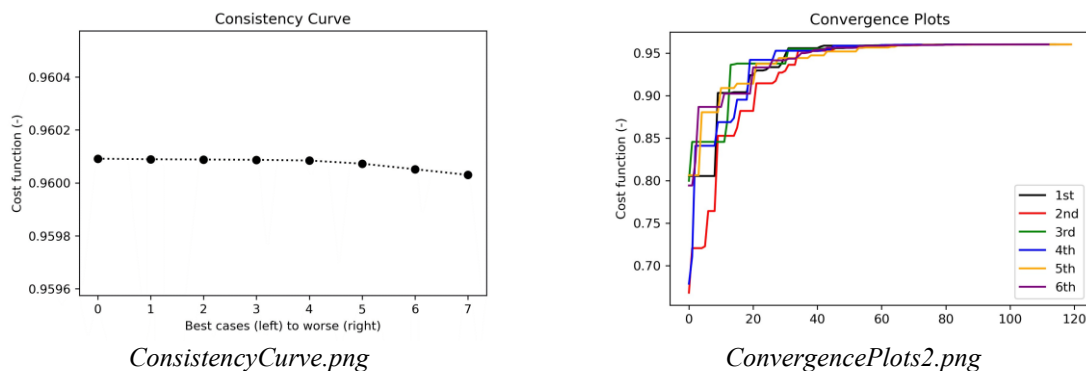 Consistency Curve
0.9604
0.9602
0.9600
0.9598
0.9596
Cost function (-)
0 1 2 3 4 5 6 7
Best cases (left) to worse (right)
ConsistencyCurve.png
Convergence Plots
0.95
0.90
0.85
0.80
0.75
0.70
Cost function (-)
1st
2nd
3rd
4th
5th
6th
0 20 40 60 80 100 120
ConvergencePlots2.png